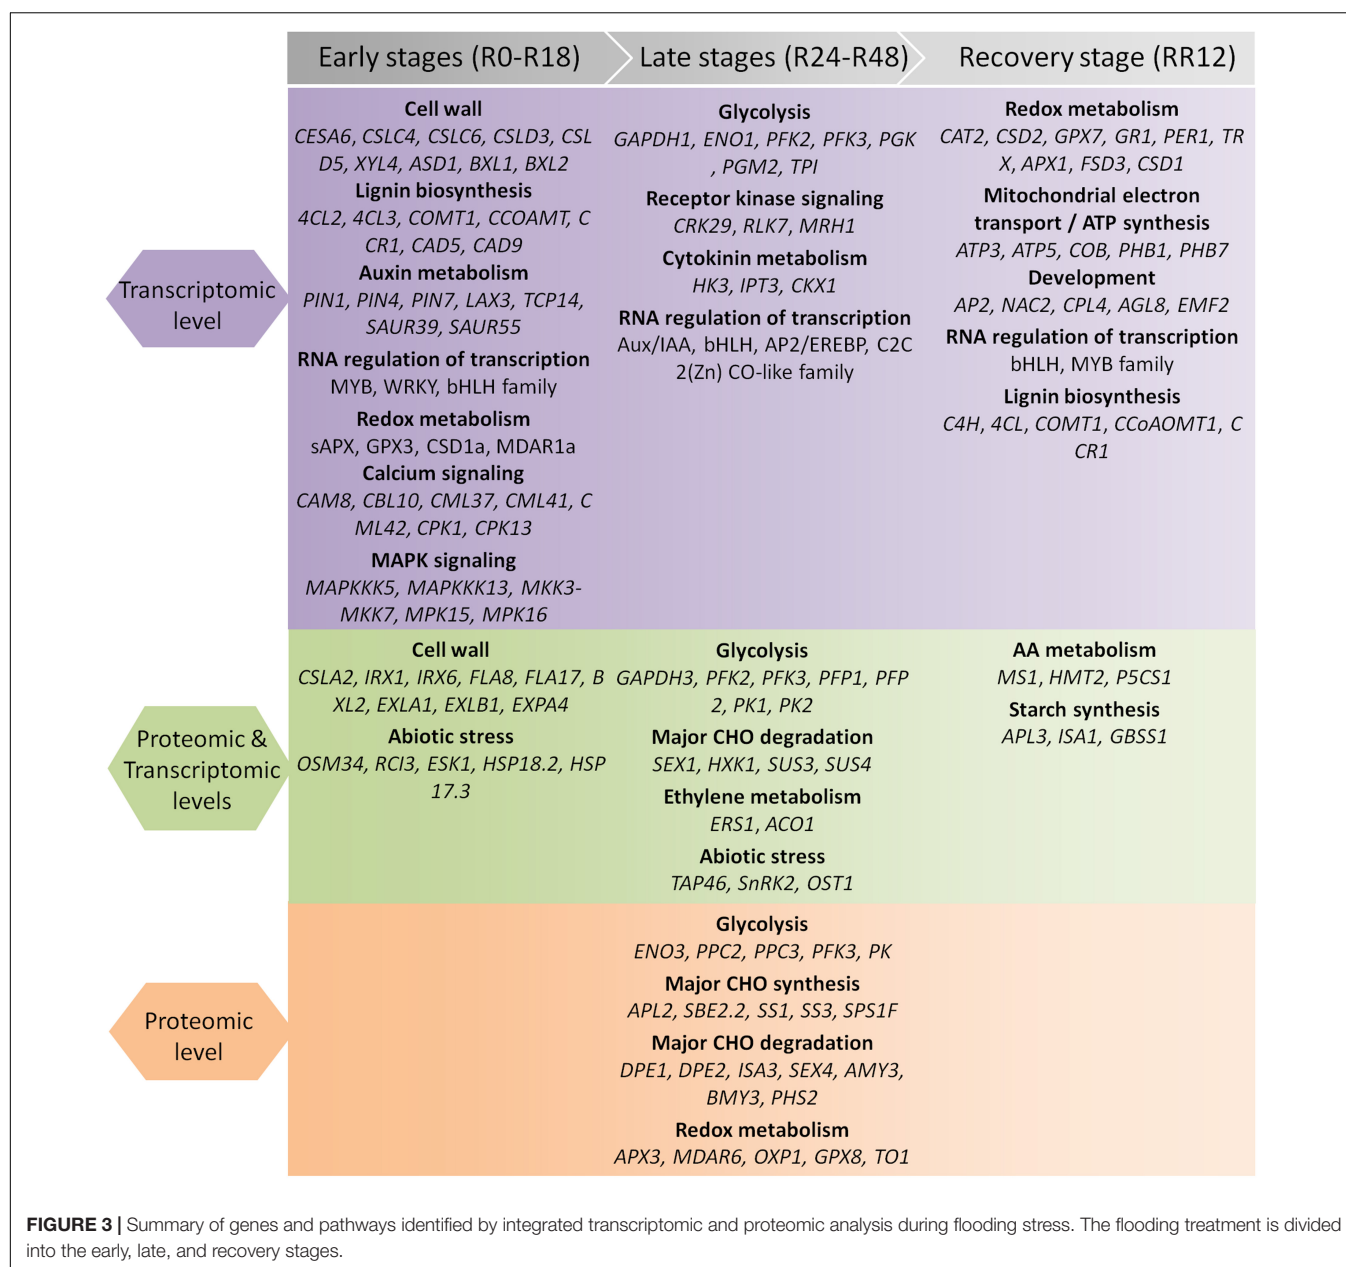 Early stages (R0-R18)
Late stages (R24-R48)
Recovery stage (RR12)
Transcriptomic
level
Cell wall
CESA6, CSLC4, CSLC6, CSLD3, CSL
D5, XYL4, ASD1, BXL1, BXL2
Lignin biosynthesis
4CL2, 4CL3, COMT1, CCOAMT, C
CR1, CAD5, CAD9
Auxin metabolism
PIN1, PIN4, PIN7, LAX3, TCP14,
SAUR39, SAUR55
RNA regulation of transcription
MYB, WRKY, bHLH family
Redox metabolism
sAPX, GPX3, CSD1a, MDAR1a
Calcium signaling
CAM8, CBL10, CML37, CML41, C
ML42, CPK1, CPK13
MAPK signaling
MAPKKK5, MAPKKK13, MKK3-
MKK7, MPK15, MPK16
Glycolysis
GAPDH1, ENO1, PFK2, PFK3, PGK
, PGM2, TPI
Receptor kinase signaling
CRK29, RLK7, MRH1
Cytokinin metabolism
HK3, IPT3, CKX1
RNA regulation of transcription
Aux/IAA, bHLH, AP2/EREBP, C2C
2(Zn) CO-like family
Redox metabolism
CAT2, CSD2, GPX7, GR1, PER1, TR
X, APX1, FSD3, CSD1
Mitochondrial electron
transport / ATP synthesis
ATP3, ATP5, COB, PHB1, PHB7
Development
AP2, NAC2, CPL4, AGL8, EMF2
RNA regulation of transcription
bHLH, MYB family
Lignin biosynthesis
C4H, 4CL, COMT1, CCoAOMT1, C
CR1
Proteomic &
Transcriptomic
levels
Cell wall
CSLA2, IRX1, IRX6, FLA8, FLA17, B
XL2, EXLA1, EXLB1, EXPA4
Abiotic stress
OSM34, RCI3, ESK1, HSP18.2, HSP
17.3
Glycolysis
GAPDH3, PFK2, PFK3, PFP1, PFP
2, PK1, PK2
Major CHO degradation
SEX1, HXK1, SUS3, SUS4
Ethylene metabolism
ERS1, ACO1
Abiotic stress
TAP46, SnRK2, OST1
AA metabolism
MS1, HMT2, P5CS1
Starch synthesis
APL3, ISA1, GBSS1
Proteomic
level
Glycolysis
ENO3, PPC2, PPC3, PFK3, PK
Major CHO synthesis
APL2, SBE2.2, SS1, SS3, SPS1F
Major CHO degradation
DPE1, DPE2, ISA3, SEX4, AMY3,
BMY3, PHS2
Redox metabolism
APX3, MDAR6, OXP1, GPX8, TO1
FIGURE 3 | Summary of genes and pathways identified by integrated transcriptomic and proteomic analysis during flooding stress. The flooding treatment is divided
into the early, late, and recovery stages.